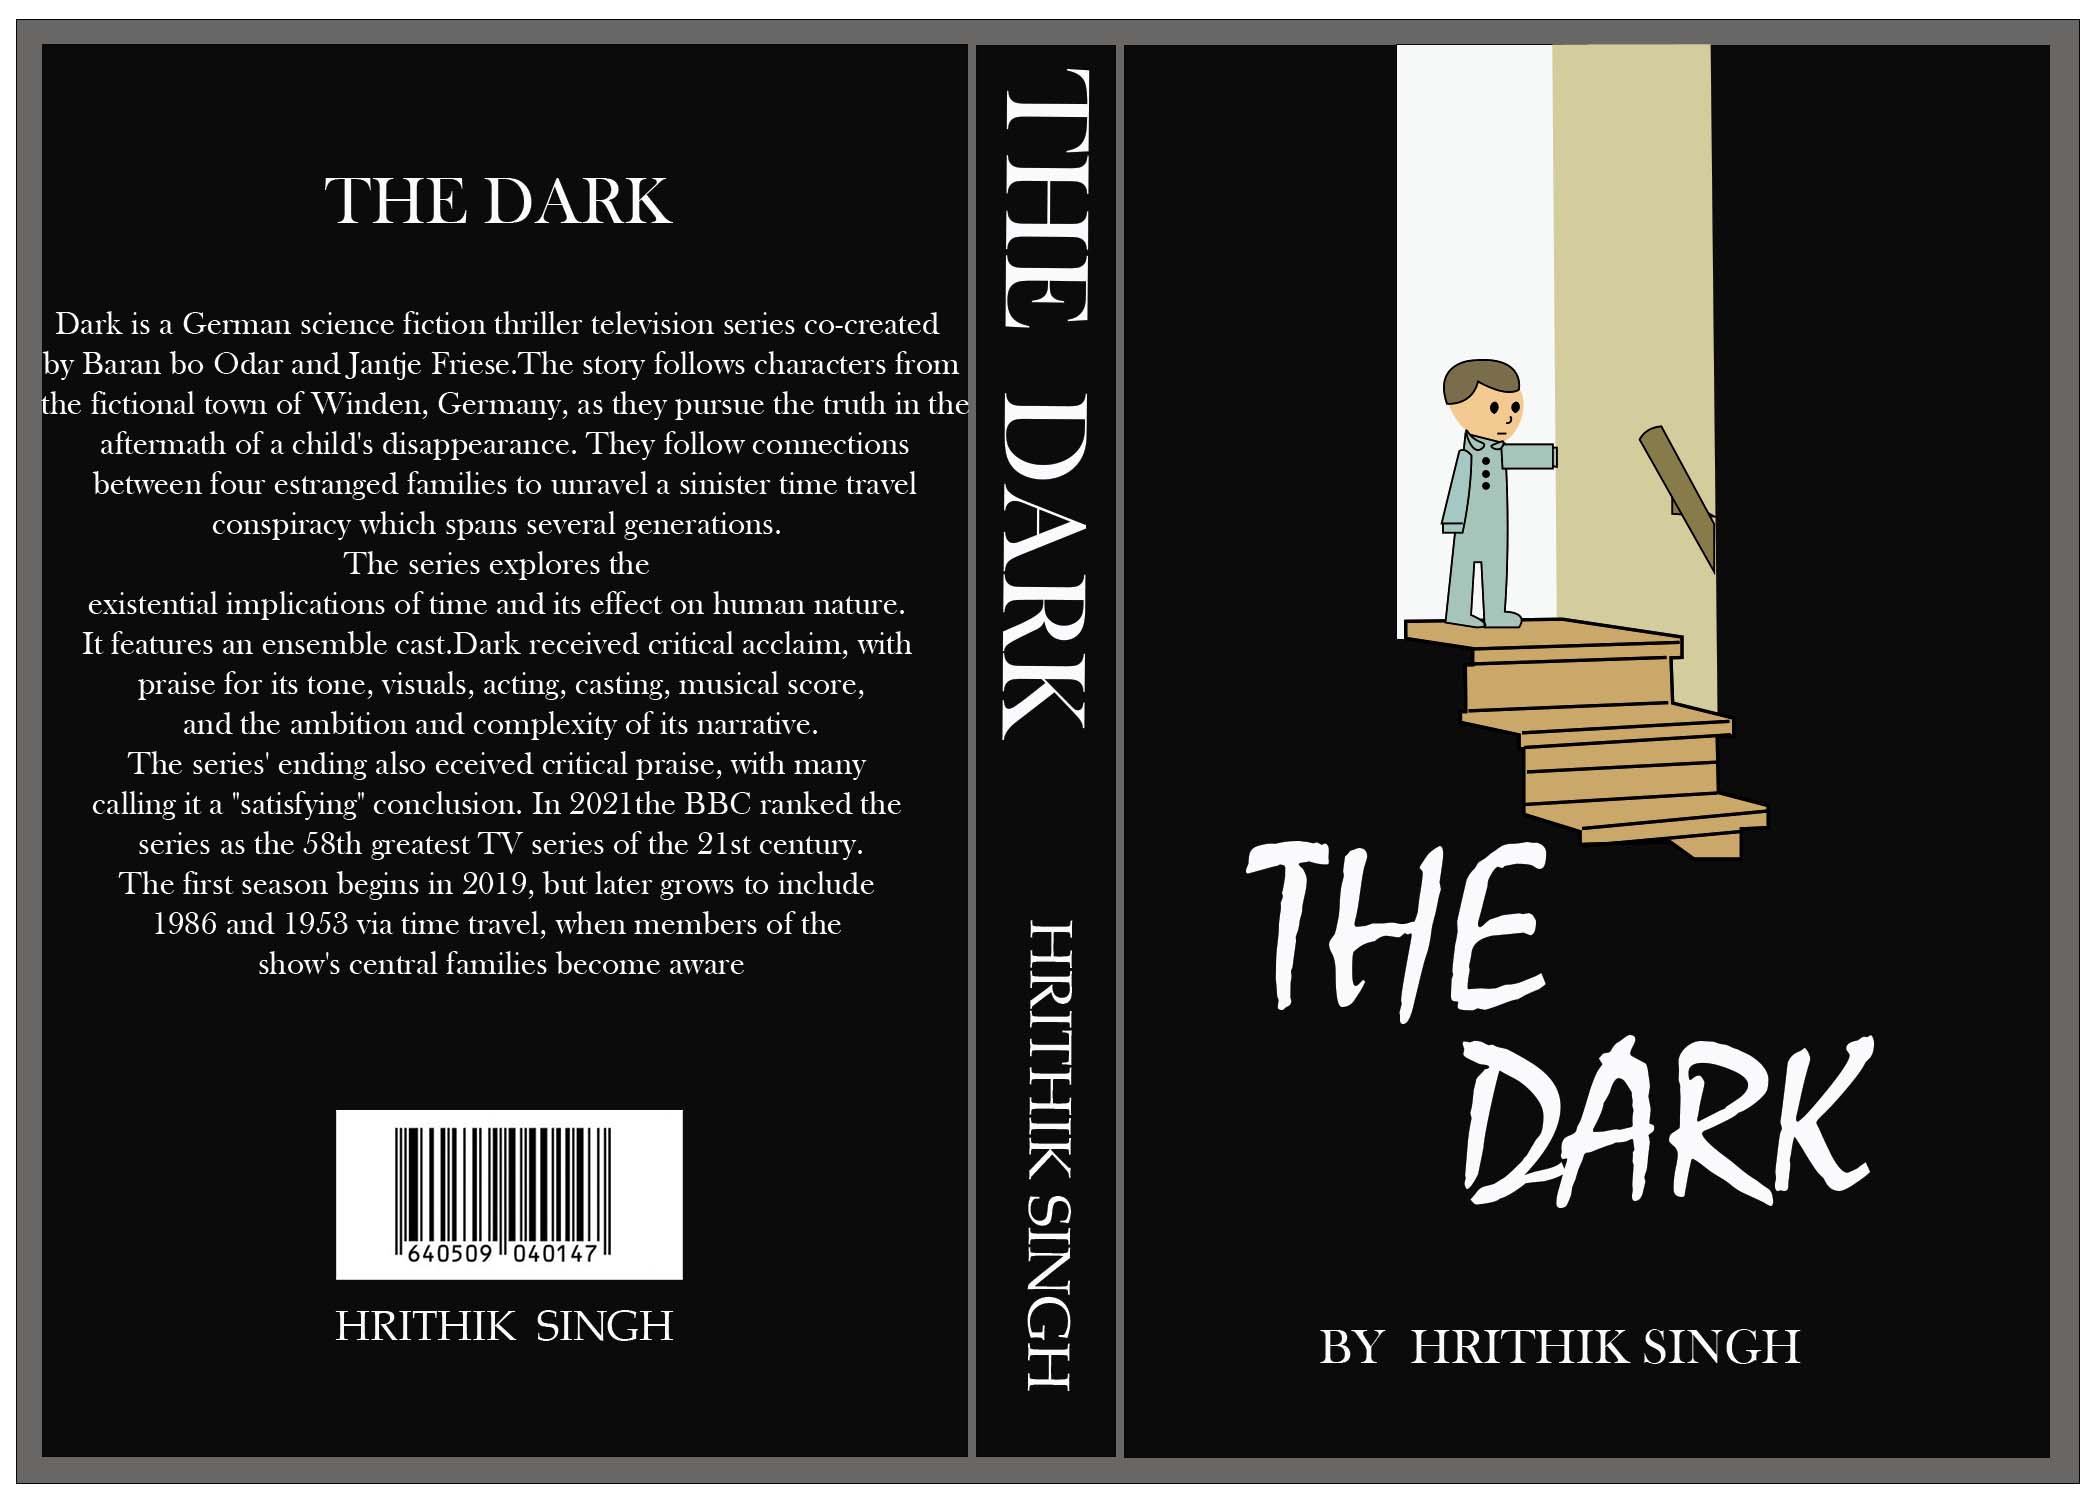 THE DARK
Dark is a German science fiction thriller television series co-created
by Baran bo Odar and Jantje Friese.The story follows characters from
the fictional town of Winden, Germany, as they pursue the truth in the
aftermath of a child's disappearance. They follow connections
between four estranged families to unravel a sinister time travel
conspiracy which spans several generations.
The series explores the
existential implications of time and its effect on human nature.
It features an ensemble cast.Dark received critical acclaim, with
praise for its tone, visuals, acting, casting, musical score,
and the ambition and complexity of its narrative.
The series' ending also eceived critical praise, with many
calling it a "satisfying" conclusion. In 2021the BBC ranked the
series as the 58th greatest TV series of the 21st century.
The first season begins in 2019, but later grows to include
1986 and 1953 via time travel, when members of the
show's central families become aware
640509 040147
HRITHIK SINGH
THE DARK
HRITHIK SINGH
THE
DARK
BY HRITHIK SINGH